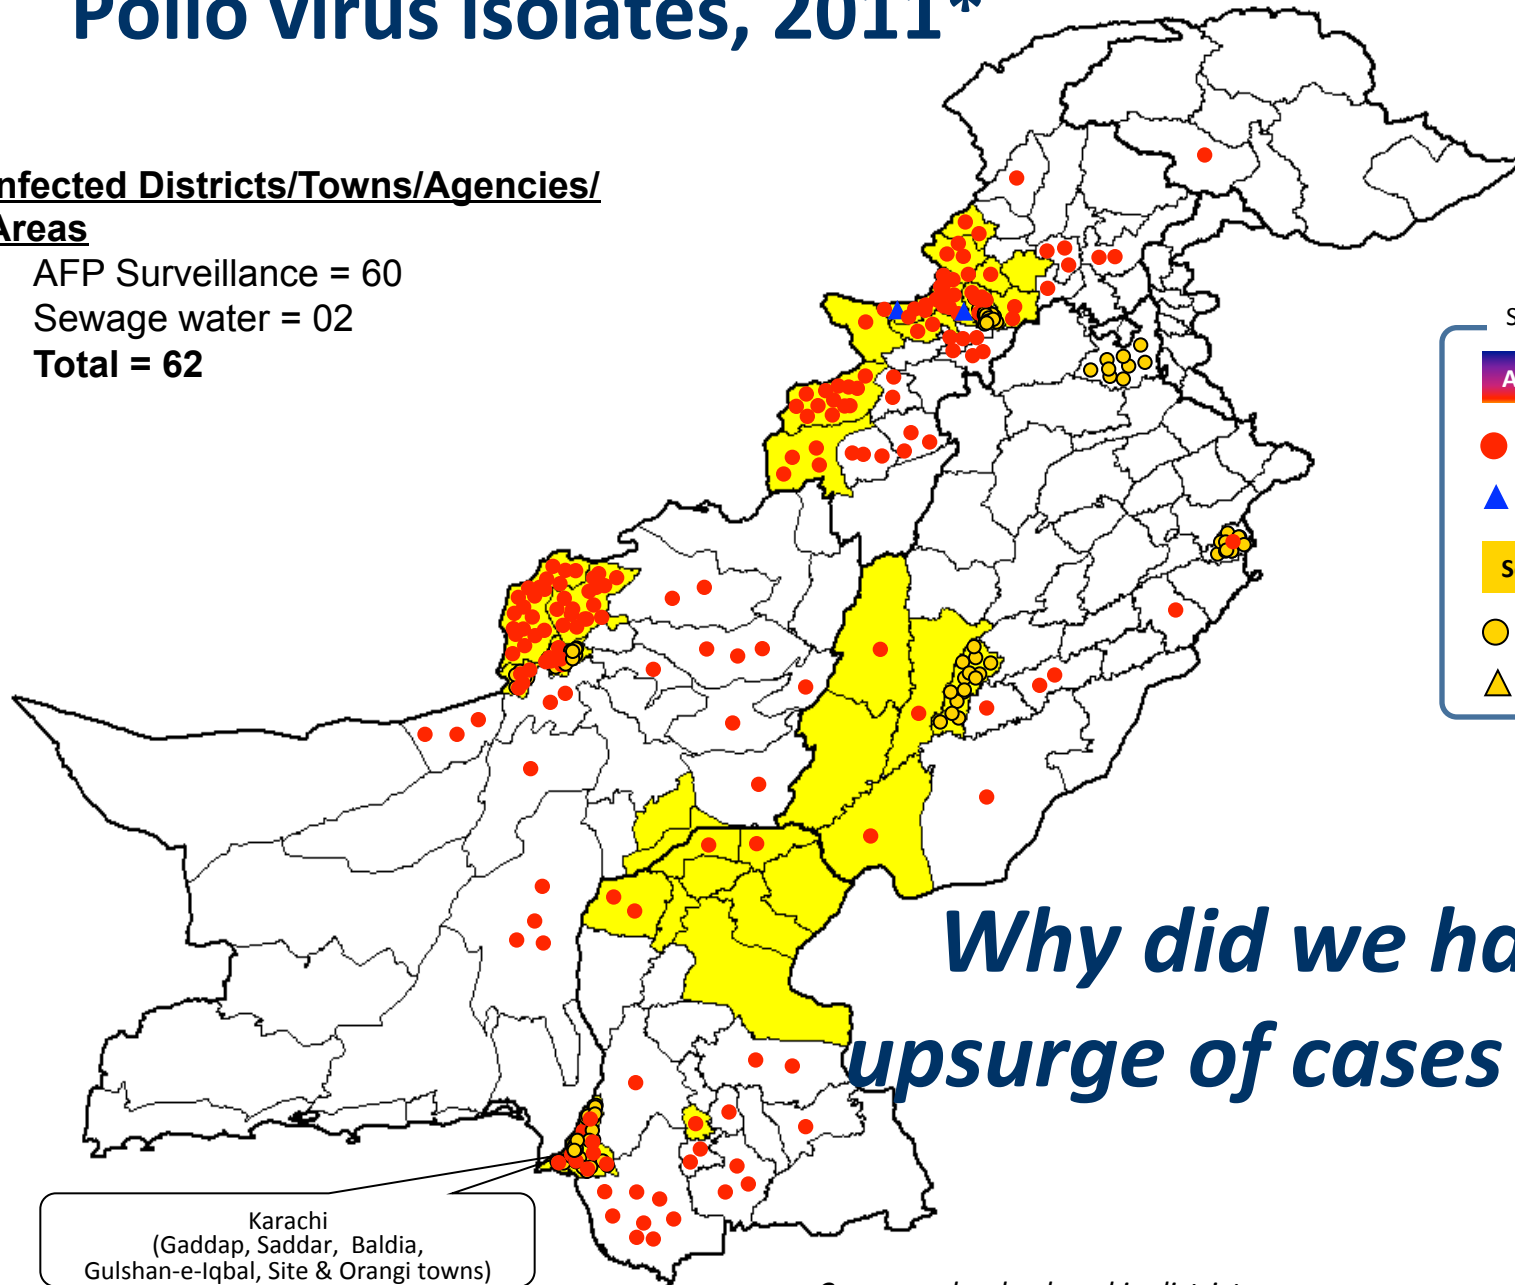 Polio virus isolates, 2011*
nfected Districts/Towns/Agencies/
Areas
AFP Surveillance = 60
Sewage water = 02
Total = 62
S
A
S
Why did we ha
upsurge of cases
Karachi
(Gaddap, Saddar, Baldia,
Gulshan-e-Iqbal, Site & Orangi towns)